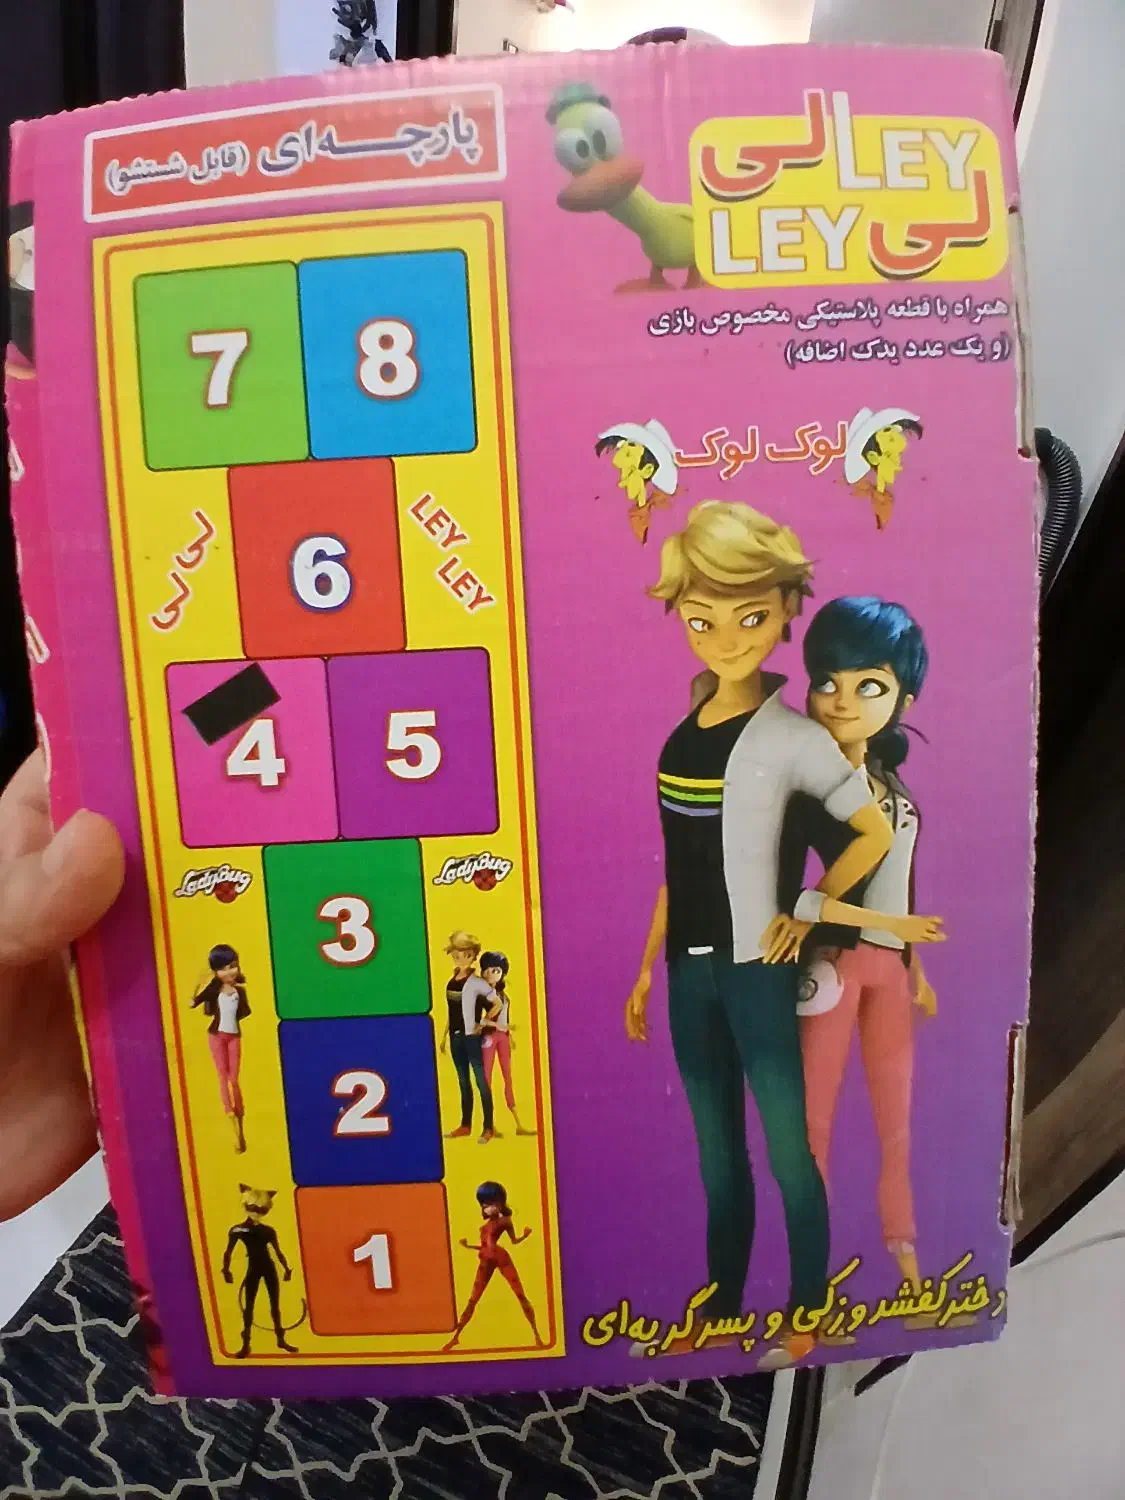 پارچه‌ای (قابل شستشو)
لی LEY
لی LEY
همراه با قطعه پلاستیکی مخصوص بازی
(و یک عدد یدک اضافه)
لوک لوک
7 8
لی لی
LEY LEY
6
4 5
LadyBug
LadyBug
3
2
1
دختر کفشدوزکی و پسر گربه‌ای